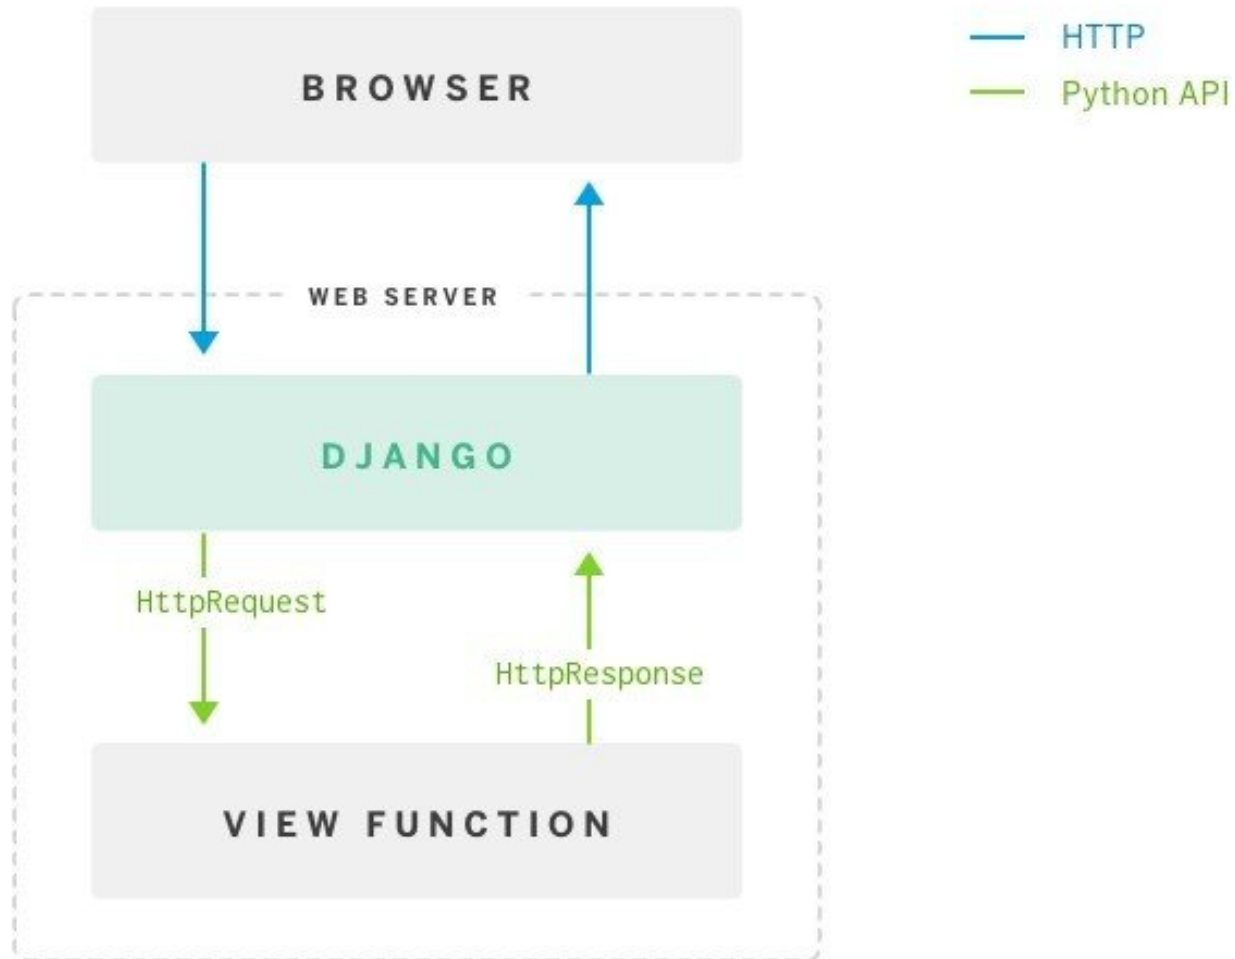 BROWSER
HTTP
Python API
WEB SERVER
DJANGO
HttpRequest
HttpResponse
VIEW FUNCTION